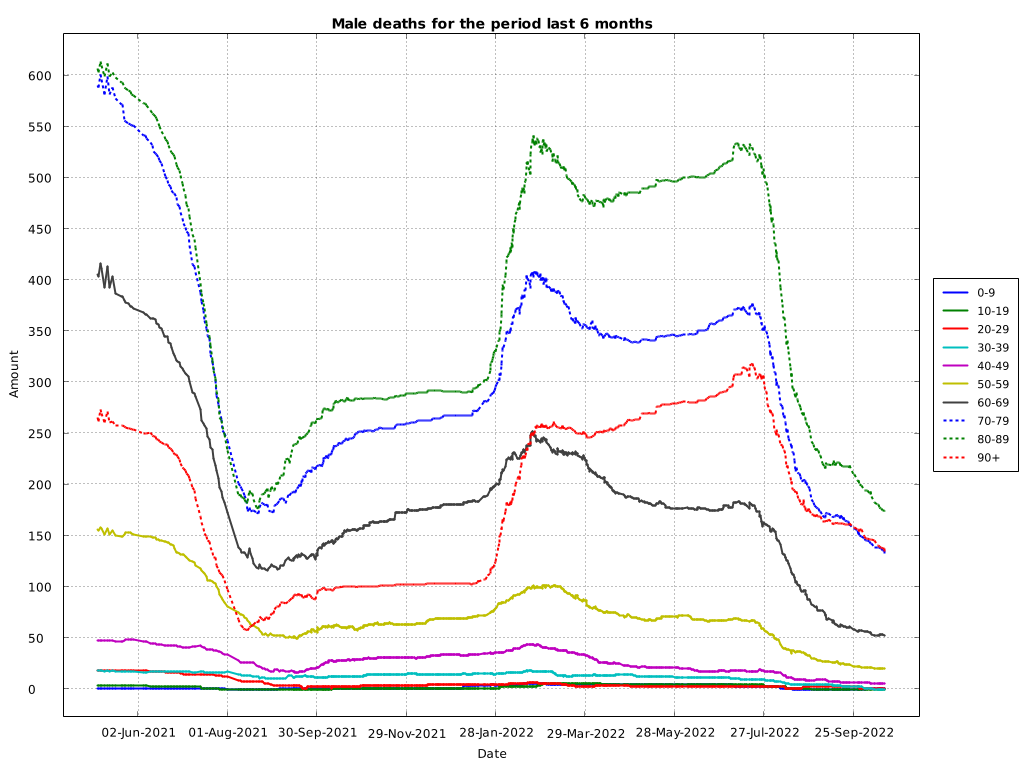 Male deaths for the period last 6 months
Amount
600
550
500
450
400
350
300
250
200
150
100
50
0
02-Jun-2021
01-Aug-2021
30-Sep-2021
29-Nov-2021
28-Jan-2022
29-Mar-2022
28-May-2022
27-Jul-2022
25-Sep-2022
Date
0-9
10-19
20-29
30-39
40-49
50-59
60-69
70-79
80-89
90+